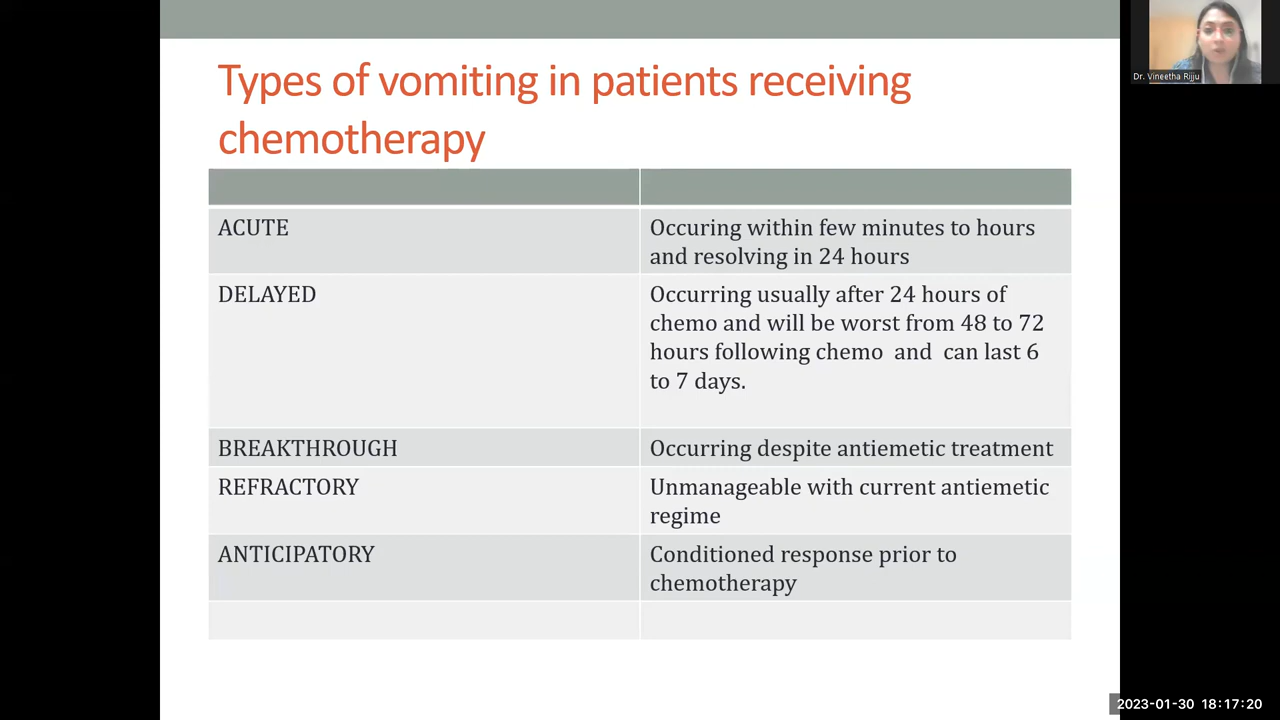 Types of vomiting in patients receiving
chemotherapy
ACUTE
Occuring within few minutes to hours
and resolving in 24 hours
DELAYED
Occurring usually after 24 hours of
chemo and will be worst from 48 to 72
hours following chemo and can last 6
to 7 days.
BREAKTHROUGH
Occurring despite antiemetic treatment
REFRACTORY
Unmanageable with current antiemetic
regime
ANTICIPATORY
Conditioned response prior to
chemotherapy
Dr. Vineetha Rijju
2023-01-30 18:17:20